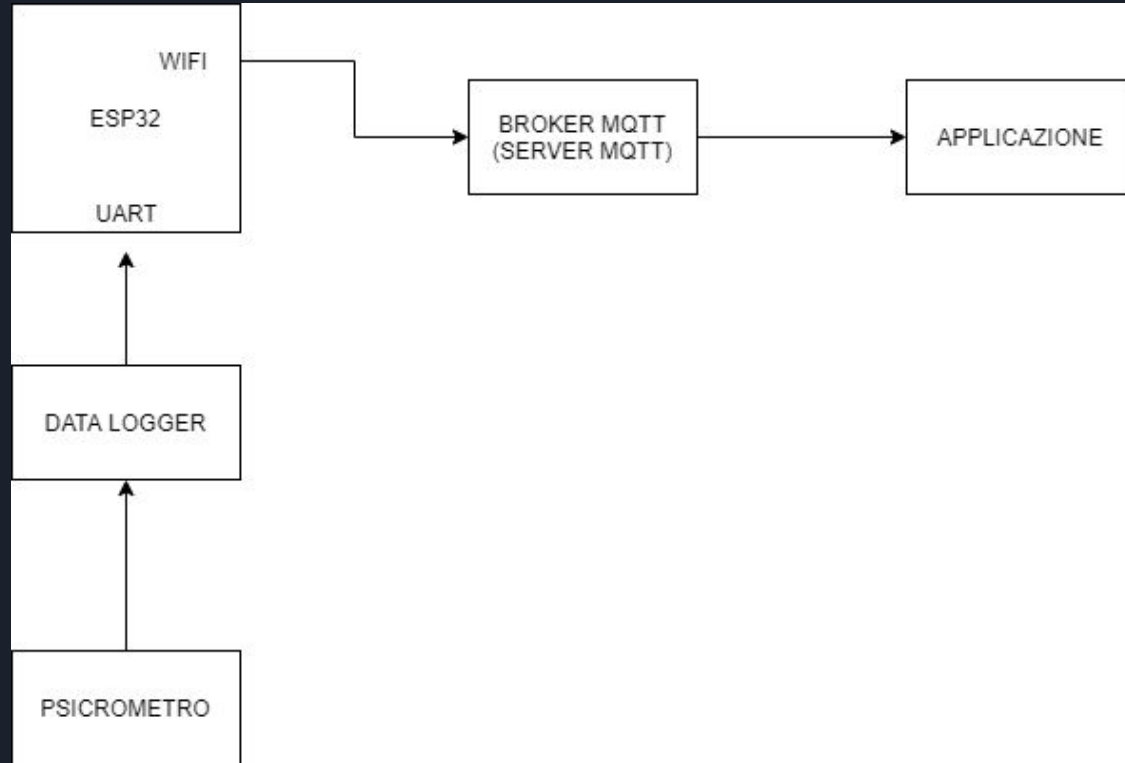 WIFI
ESP32
UART
BROKER MQTT
(SERVER MQTT)
APPLICAZIONE
DATA LOGGER
PSICROMETRO